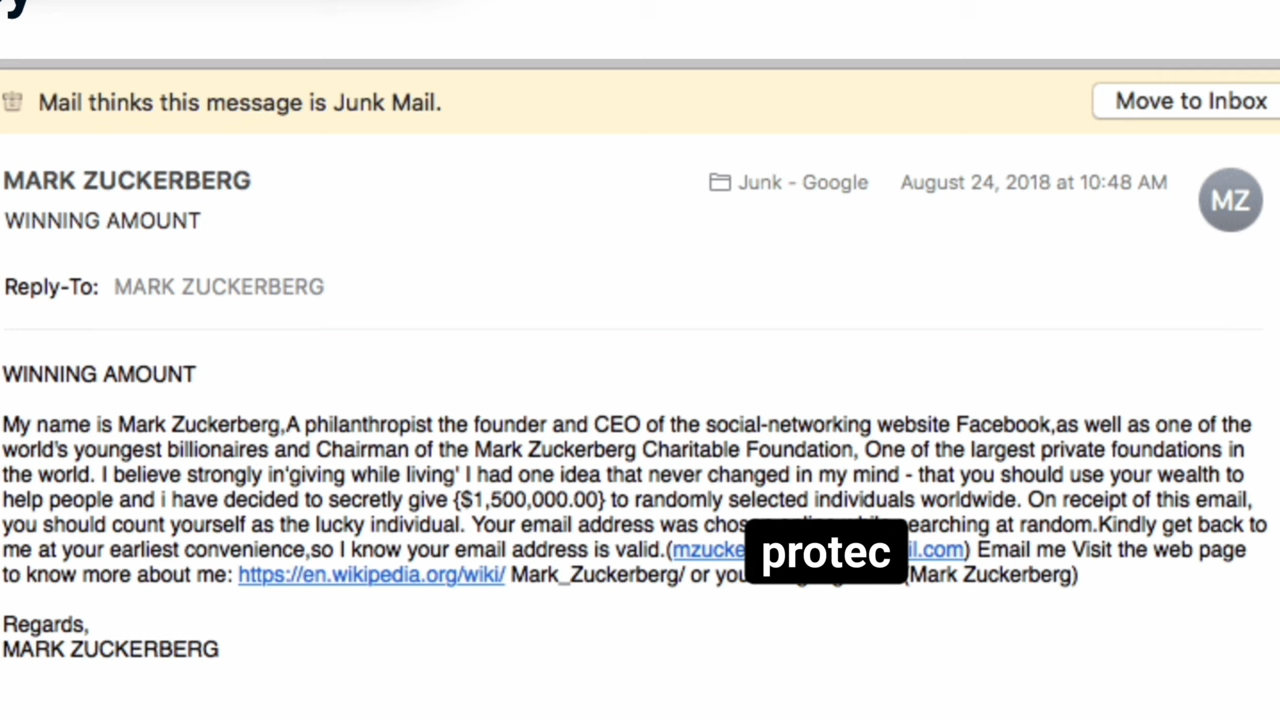 y
Mail thinks this message is Junk Mail.
Move to Inbox
MARK ZUCKERBERG
Junk - Google
August 24, 2018 at 10:48 AM
MZ
WINNING AMOUNT
Reply-To: MARK ZUCKERBERG
WINNING AMOUNT
My name is Mark Zuckerberg,A philanthropist the founder and CEO of the social-networking website Facebook,as well as one of the
world's youngest billionaires and Chairman of the Mark Zuckerberg Charitable Foundation, One of the largest private foundations in
the world. I believe strongly in'giving while living' I had one idea that never changed in my mind - that you should use your wealth to
help people and i have decided to secretly give {$1,500,000.00} to randomly selected individuals worldwide. On receipt of this email,
you should count yourself as the lucky individual. Your email address was earching at random.Kindly get back to
me at your earliest convenience,so I know your email address is valid.(mzucke il.com) Email me Visit the web page
protec
to know more about me: https://en.wikipedia.org/wiki/ Mark_Zuckerberg/ or (Mark Zuckerberg)
Regards,
MARK ZUCKERBERG